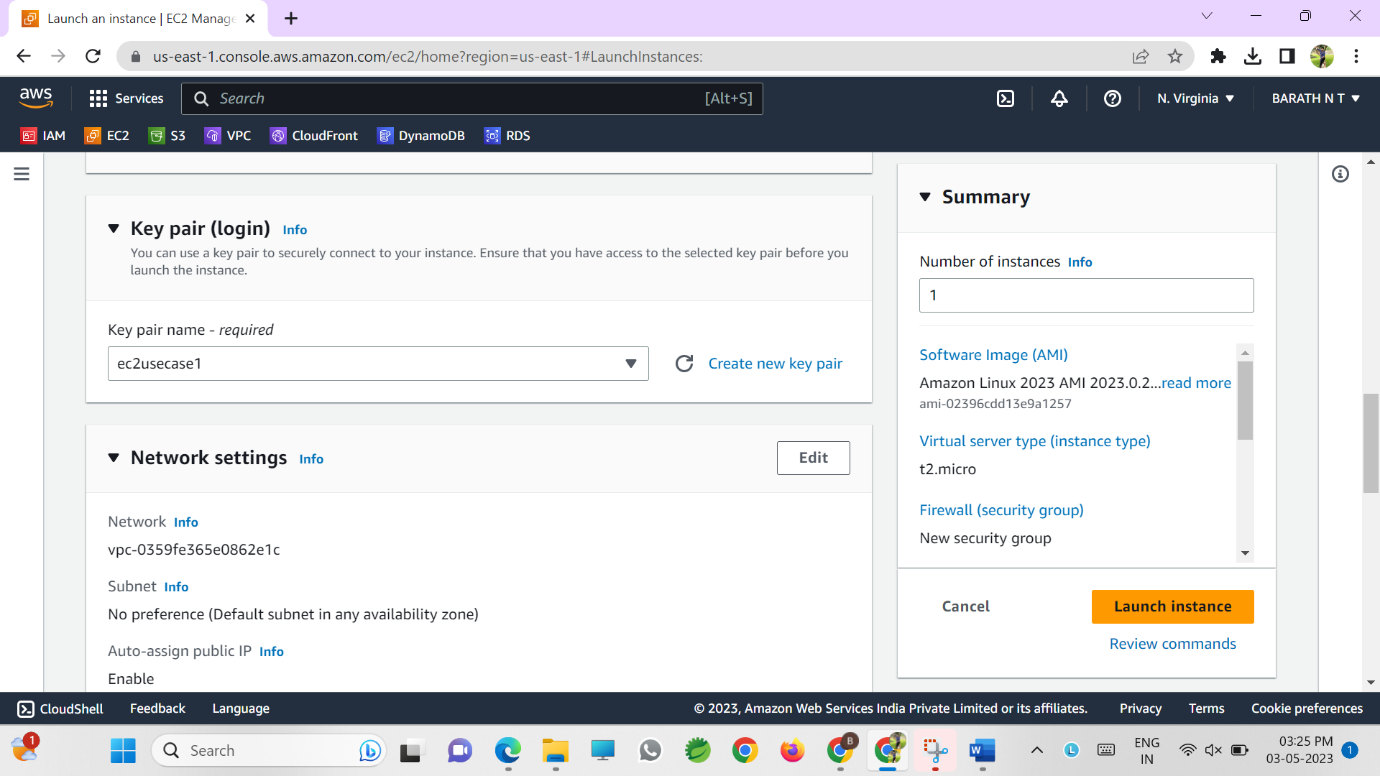 Launch an instance | EC2 Manage
us-east-1.console.aws.amazon.com/ec2/home?region=us-east-1#LaunchInstances:
aws
Services
Search
[Alt+S]
N. Virginia
BARATH N T
IAM
EC2
S3
VPC
CloudFront
DynamoDB
RDS
Key pair (login) Info
You can use a key pair to securely connect to your instance. Ensure that you have access to the selected key pair before you
launch the instance.
Key pair name - required
ec2usecase1
Create new key pair
Network settings Info
Edit
Network Info
vpc-0359fe365e0862e1c
Subnet Info
No preference (Default subnet in any availability zone)
Auto-assign public IP Info
Enable
Summary
Number of instances Info
1
Software Image (AMI)
Amazon Linux 2023 AMI 2023.0.2...read more
ami-02396cdd13e9a1257
Virtual server type (instance type)
t2.micro
Firewall (security group)
New security group
Cancel
Launch instance
Review commands
CloudShell
Feedback
Language
© 2023, Amazon Web Services India Private Limited or its affiliates.
Privacy
Terms
Cookie preferences
1
Search
B
ENG
IN
03:25 PM
03-05-2023
1